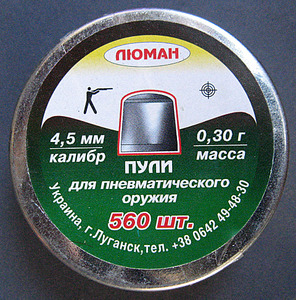 ЛЮМАН
4,5 мм
калибр
0,30 г
масса
ПУЛИ
для пневматического
оружия
560 шт.
Украина, г.Луганск,тел. +38 0642 49-48-30